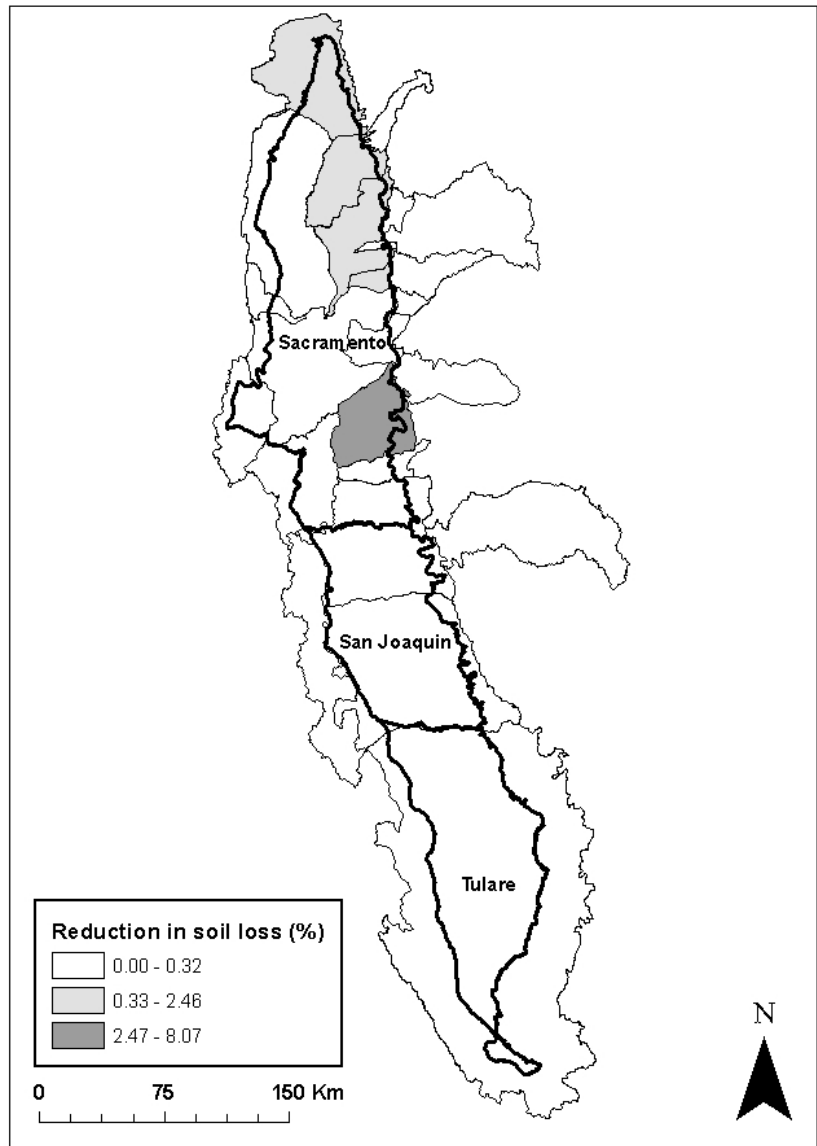 Sacramento
San Joaquin
Tulare
Reduction in soil loss (%)
0.00 - 0.32
0.33 - 2.46
2.47 - 8.07
0 75 150 Km
N